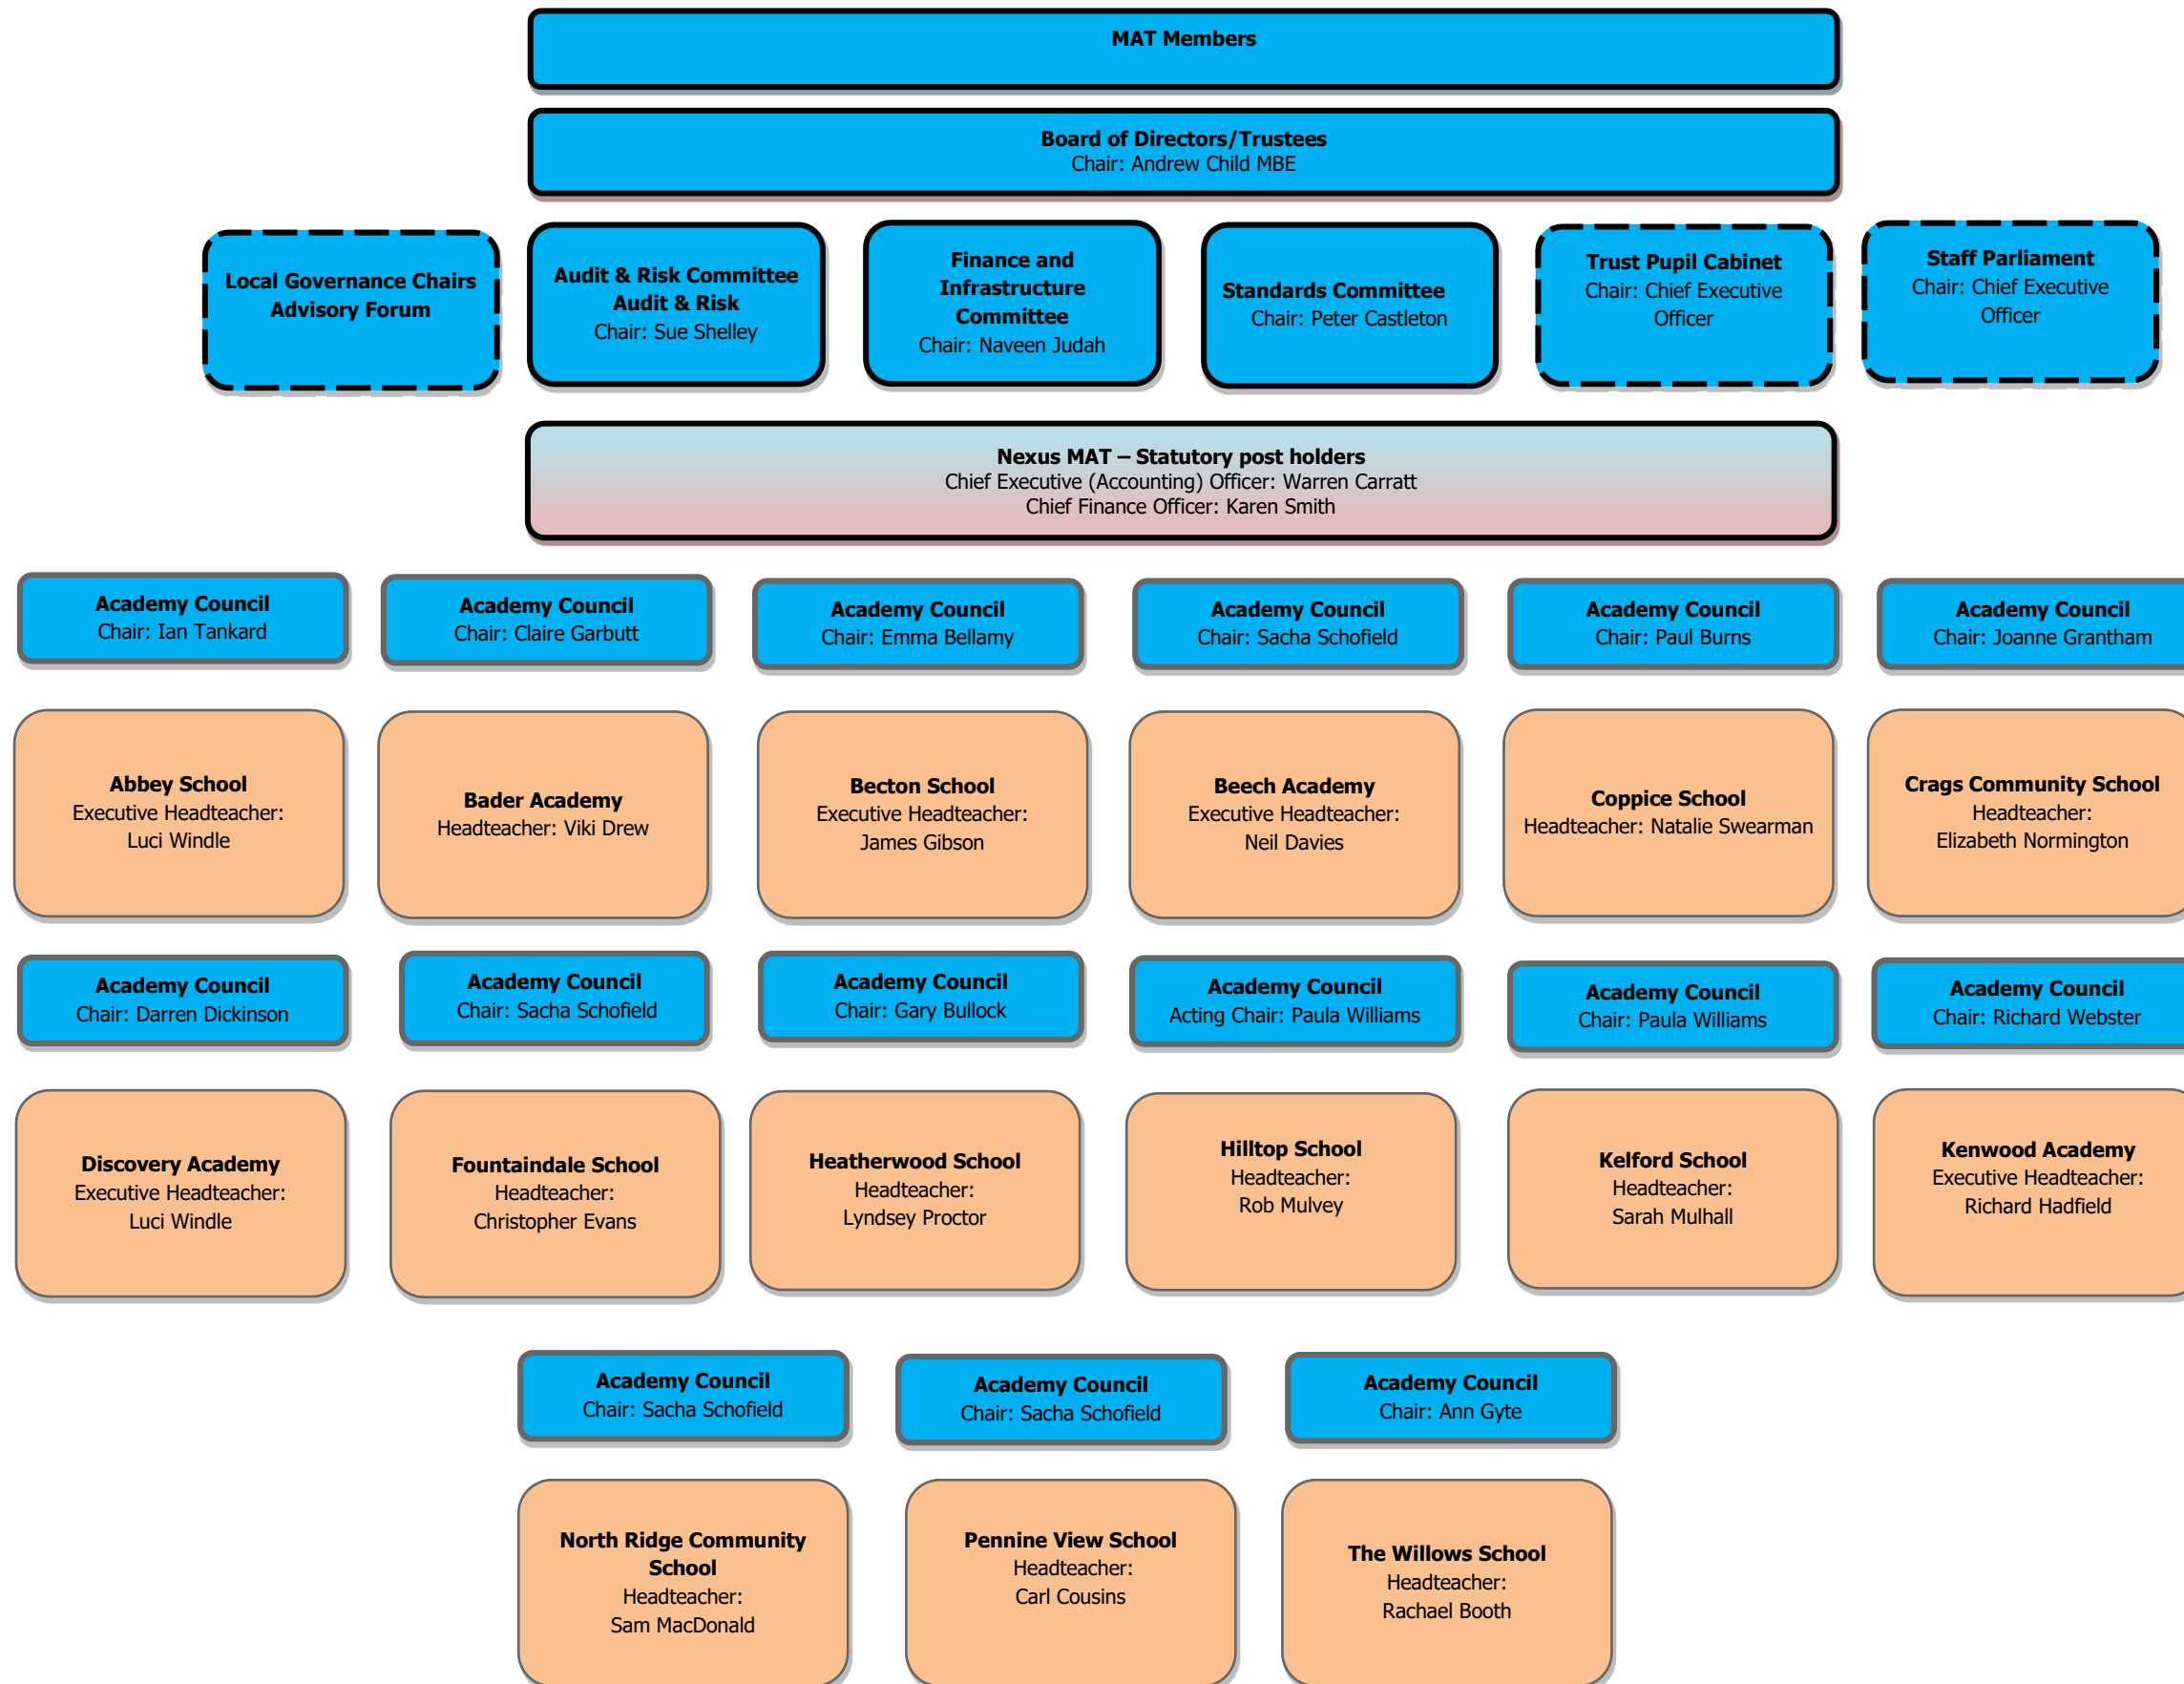 MAT Members
Board of Directors/Trustees
Chair: Andrew Child MBE
Local Governance Chairs
Advisory Forum
Audit & Risk Committee
Audit & Risk
Chair: Sue Shelley
Finance and
Infrastructure
Committee
Chair: Naveen Judah
Standards Committee
Chair: Peter Castleton
Trust Pupil Cabinet
Chair: Chief Executive
Officer
Staff Parliament
Chair: Chief Executive
Officer
Nexus MAT – Statutory post holders
Chief Executive (Accounting) Officer: Warren Carratt
Chief Finance Officer: Karen Smith
Academy Council
Chair: Ian Tankard
Academy Council
Chair: Claire Garbutt
Academy Council
Chair: Emma Bellamy
Academy Council
Chair: Sacha Schofield
Academy Council
Chair: Paul Burns
Academy Council
Chair: Joanne Grantham
Abbey School
Executive Headteacher:
Luci Windle
Bader Academy
Headteacher: Viki Drew
Becton School
Executive Headteacher:
James Gibson
Beech Academy
Executive Headteacher:
Neil Davies
Coppice School
Headteacher: Natalie Swearman
Crags Community School
Headteacher:
Elizabeth Normington
Academy Council
Chair: Darren Dickinson
Academy Council
Chair: Sacha Schofield
Academy Council
Chair: Gary Bullock
Academy Council
Acting Chair: Paula Williams
Academy Council
Chair: Paula Williams
Academy Council
Chair: Richard Webster
Discovery Academy
Executive Headteacher:
Luci Windle
Fountaindale School
Headteacher:
Christopher Evans
Heatherwood School
Headteacher:
Lyndsey Proctor
Hilltop School
Headteacher:
Rob Mulvey
Kelford School
Headteacher:
Sarah Mulhall
Kenwood Academy
Executive Headteacher:
Richard Hadfield
Academy Council
Chair: Sacha Schofield
Academy Council
Chair: Sacha Schofield
Academy Council
Chair: Ann Gyte
North Ridge Community
School
Headteacher:
Sam MacDonald
Pennine View School
Headteacher:
Carl Cousins
The Willows School
Headteacher:
Rachael Booth